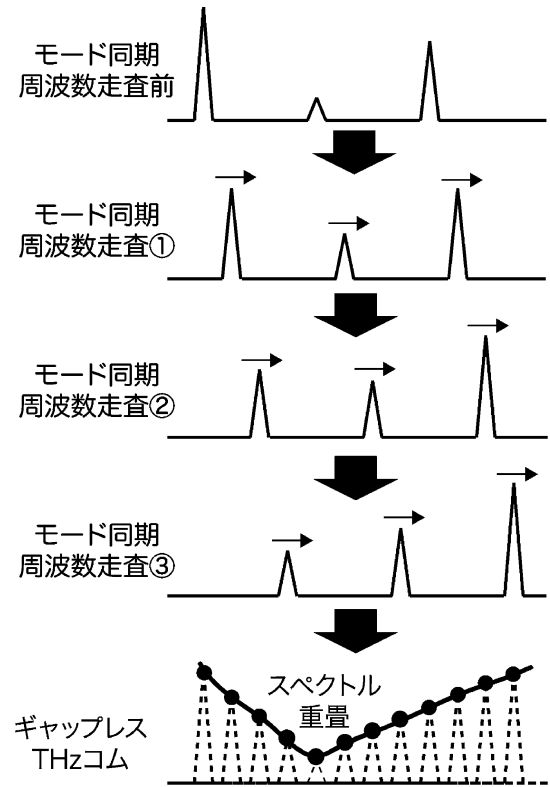 モード同期
周波数走査前
モード同期
周波数走査①
モード同期
周波数走査②
モード同期
周波数走査③
スペクトル
重畳
ギャップレス
THzコム